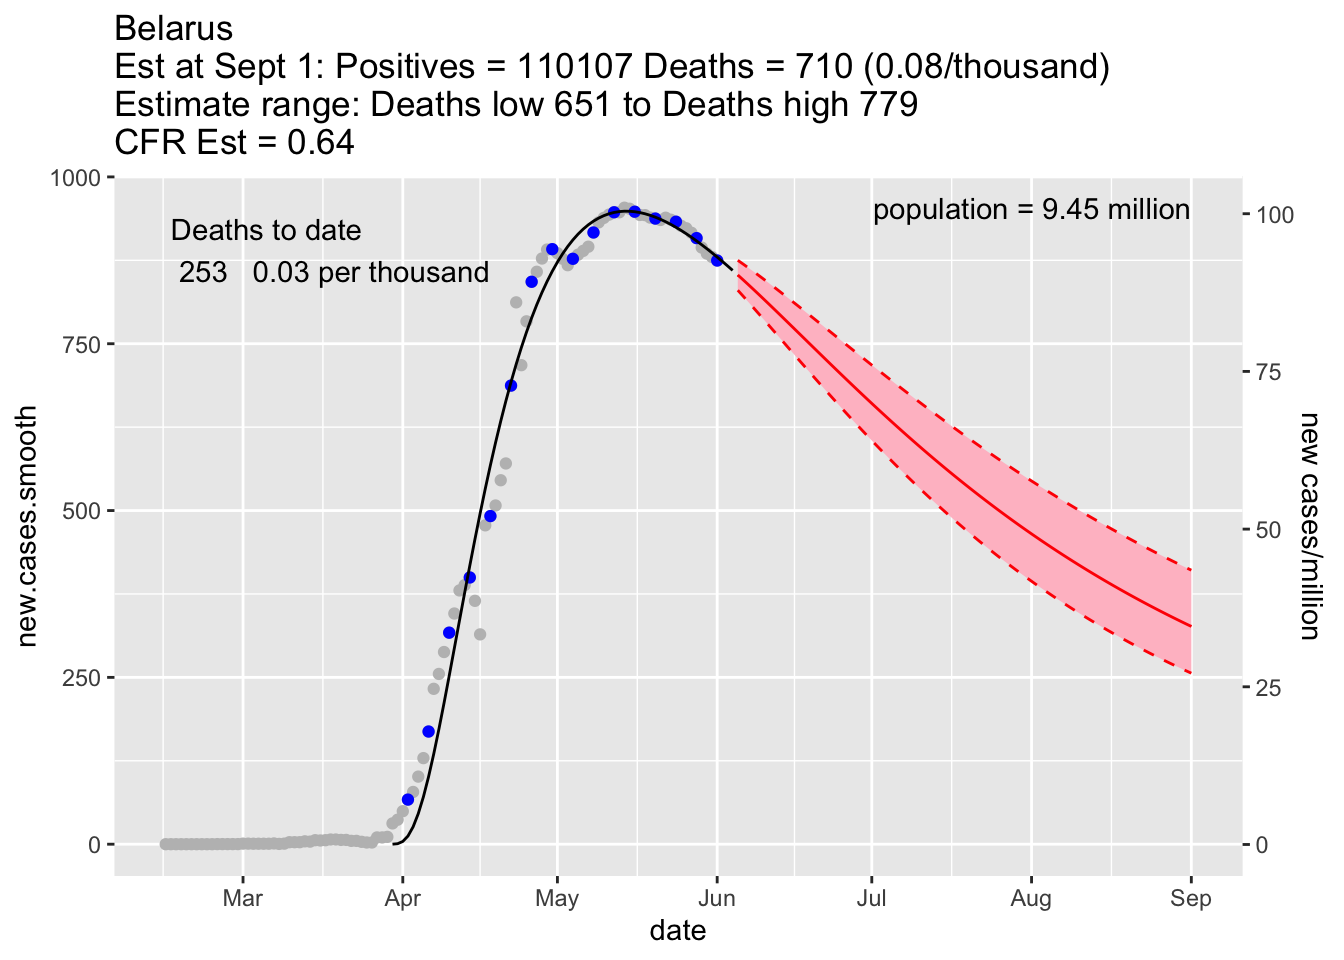 Belarus
Est at Sept 1: Positives = 110107 Deaths = 710 (0.08/thousand)
Estimate range: Deaths low 651 to Deaths high 779
CFR Est = 0.64
Deaths to date
253 0.03 per thousand
population = 9.45 million
1000
750
500
250
0
new.cases.smooth
100
75
50
25
0
new cases/million
Mar Apr May Jun Jul Aug Sep
date